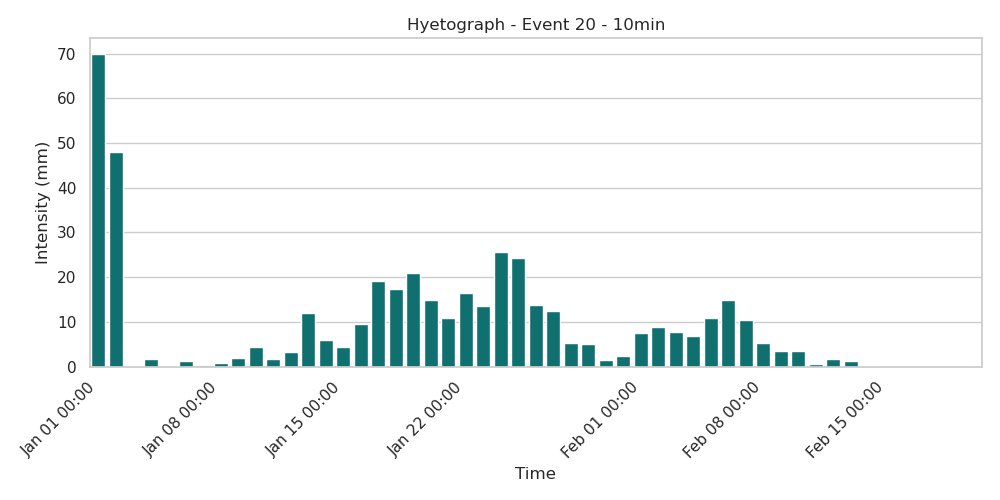 Hyetograph - Event 20 - 10min
Intensity (mm)
70
60
50
40
30
20
10
0
Jan 01 00:00
Jan 08 00:00
Jan 15 00:00
Jan 22 00:00
Feb 01 00:00
Feb 08 00:00
Feb 15 00:00
Time